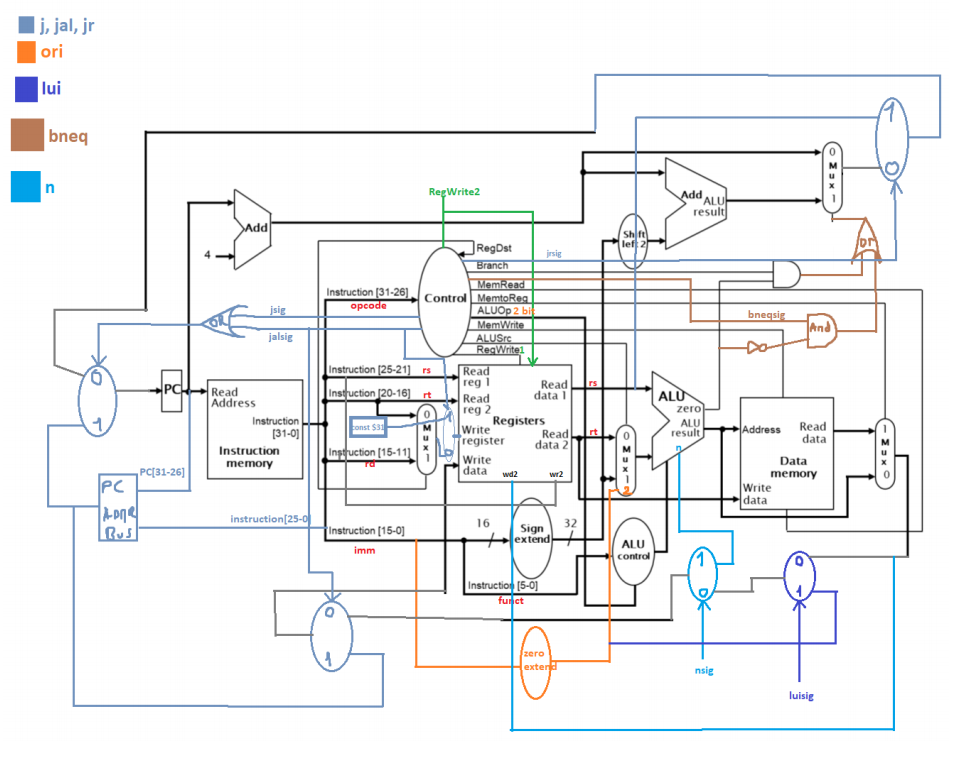 j, jal, jr
ori
lui
bneq
n
RegWrite2
Add
4
Add ALU
result
0
Mux
1
1
0
Shift
left 2
or
jrsig
RegDst
Branch
MemRead
MemtoReg
ALUOp 2 bit
MemWrite
ALUSrc
RegWrite1
Control
Instruction [31-26]
opcode
jsig
jalsig
OR
bneqsig
And
0
1
PC
Read
Address
Instruction
[31-0]
Instruction
memory
Instruction [25-21] rs
Instruction [20-16] rt
const $31
Instruction [15-11]
rd
0
Mux
1
1
0
Read
reg 1
Read
reg 2
Write
register
Write
data
Registers
Read
data 1
Read
data 2
wd2
wr2
rs
rt
0
Mux
1
2
ALU
zero
ALU
result
n
Address
Read
data
Write
data
Data
memory
1
Mux
0
PC[31-26]
PC
ADDR
Bus
instruction[25-0]
Instruction [15-0]
imm
16
Sign
extend
32
ALU
control
Instruction [5-0]
funct
zero
extend
0
1
1
0
nsig
0
1
luisig